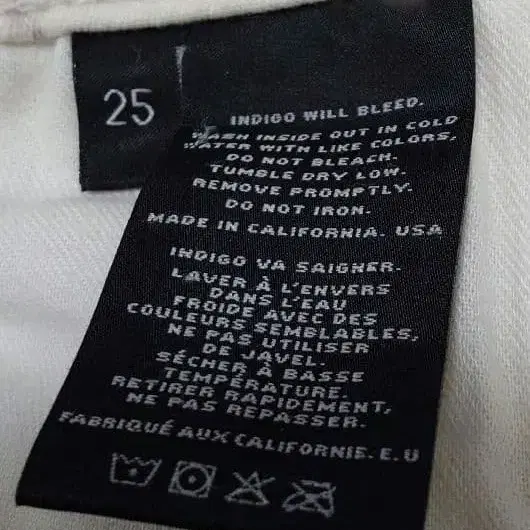 25
INDIGO WILL BLEED.
WASH INSIDE OUT IN COLD
WATER WITH LIKE COLORS,
DO NOT BLEACH.
TUMBLE DRY LOW.
REMOVE PROMPTLY.
DO NOT IRON.
MADE IN CALIFORNIA. USA
INDIGO VA SAIGNER.
LAVER À L'ENVERS
DANS L'EAU
FROIDE AVEC DES
COULEURS SEMBLABLES,
NE PAS UTILISER
DE JAVEL.
SÉCHER À BASSE
TEMPÉRATURE.
RETIRER RAPIDEMENT,
NE PAS REPASSER.
FABRIQUÉ AUX CALIFORNIE. E.U